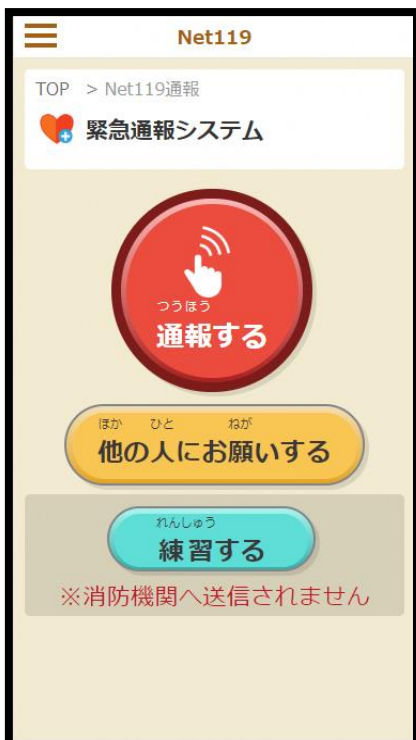 Net119
TOP > Net119通報
緊急通報システム
つうほう
通報する
ほか ひと ねが
他の人にお願いする
れんしゅう
練習する
※消防機関へ送信されません